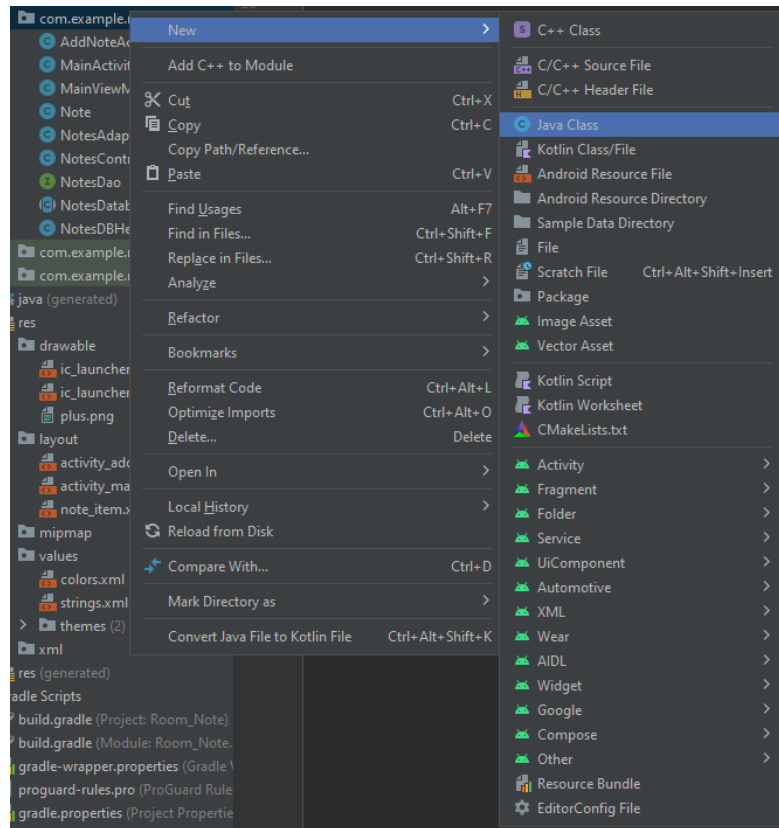 com.example.
AddNoteAc
MainActivit
MainViewM
Note
NotesAdap
NotesContr
NotesDao
NotesDatab
NotesDBHe
com.example.
com.example.
java (generated)
res
drawable
ic_launcher
ic_launcher
plus.png
layout
activity_add
activity_ma
note_item.x
mipmap
values
colors.xml
strings.xml
themes (2)
xml
res (generated)
radle Scripts
build.gradle (Project: Room_Note)
build.gradle (Module: Room_Note.
gradle-wrapper.properties (Gradle
proguard-rules.pro (ProGuard Rule
gradle.properties (Project Propertie
New
Add C++ to Module
Cut Ctrl+X
Copy Ctrl+C
Copy Path/Reference...
Paste Ctrl+V
Find Usages Alt+F7
Find in Files... Ctrl+Shift+F
Replace in Files... Ctrl+Shift+R
Analyze
Refactor
Bookmarks
Reformat Code Ctrl+Alt+L
Optimize Imports Ctrl+Alt+O
Delete... Delete
Open In
Local History
Reload from Disk
Compare With... Ctrl+D
Mark Directory as
Convert Java File to Kotlin File Ctrl+Alt+Shift+K
C++ Class
C/C++ Source File
C/C++ Header File
Java Class
Kotlin Class/File
Android Resource File
Android Resource Directory
Sample Data Directory
File
Scratch File Ctrl+Alt+Shift+Insert
Package
Image Asset
Vector Asset
Kotlin Script
Kotlin Worksheet
CMakeLists.txt
Activity
Fragment
Folder
Service
UiComponent
Automotive
XML
Wear
AIDL
Widget
Google
Compose
Other
Resource Bundle
EditorConfig File